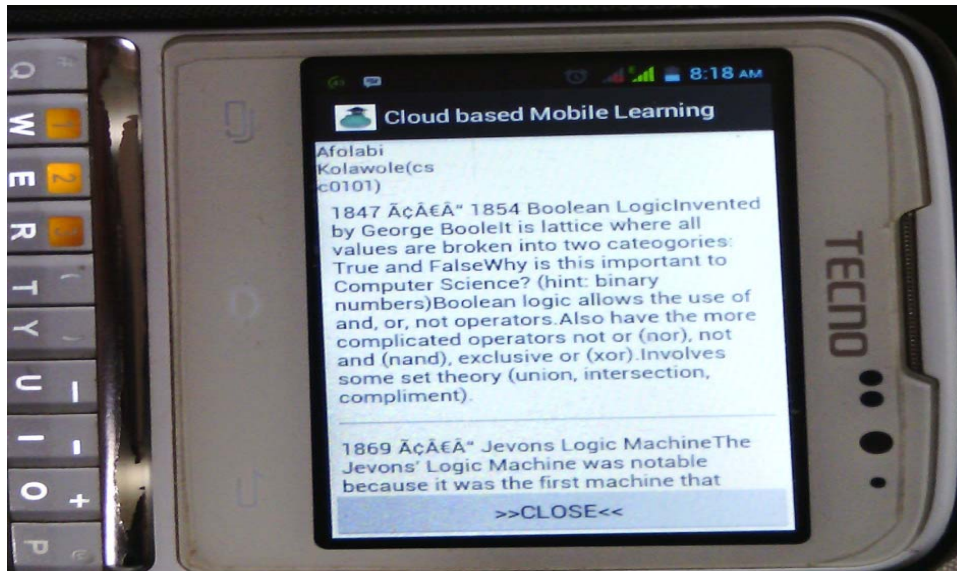 8:18 AM
Cloud based Mobile Learning
Afolabi
Kolawole(cs
c0101)
1847 Ã¢Â€Â“ 1854 Boolean LogicInvented
by George BooleIt is lattice where all
values are broken into two cateogories:
True and FalseWhy is this important to
Computer Science? (hint: binary
numbers)Boolean logic allows the use of
and, or, not operators.Also have the more
complicated operators not or (nor), not
and (nand), exclusive or (xor).Involves
some set theory (union, intersection,
compliment).
1869 Ã¢Â€Â“ Jevons Logic MachineThe
Jevons' Logic Machine was notable
because it was the first machine that
>>CLOSE<<
TECNO
Q #
W 1
E 2
R 3
T (
Y )
U _
I -
O +
P @